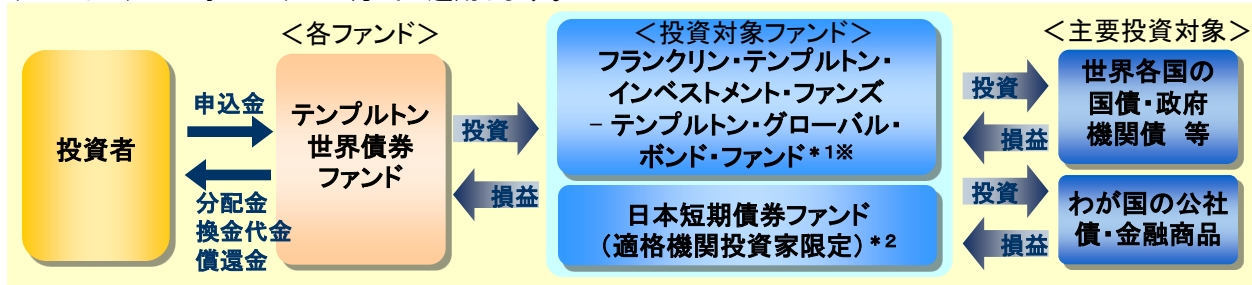 ＜各ファンド＞
＜投資対象ファンド＞
＜主要投資対象＞
投資者
申込金
分配金
換金代金
償還金
テンプルトン
世界債券
ファンド
投資
損益
フランクリン・テンプルトン・
インベストメント・ファンズ
－テンプルトン・グローバル・
ボンド・ファンド＊1※
日本短期債券ファンド
（適格機関投資家限定）＊2
投資
損益
投資
損益
世界各国の
国債・政府
機関債 等
わが国の公社
債・金融商品